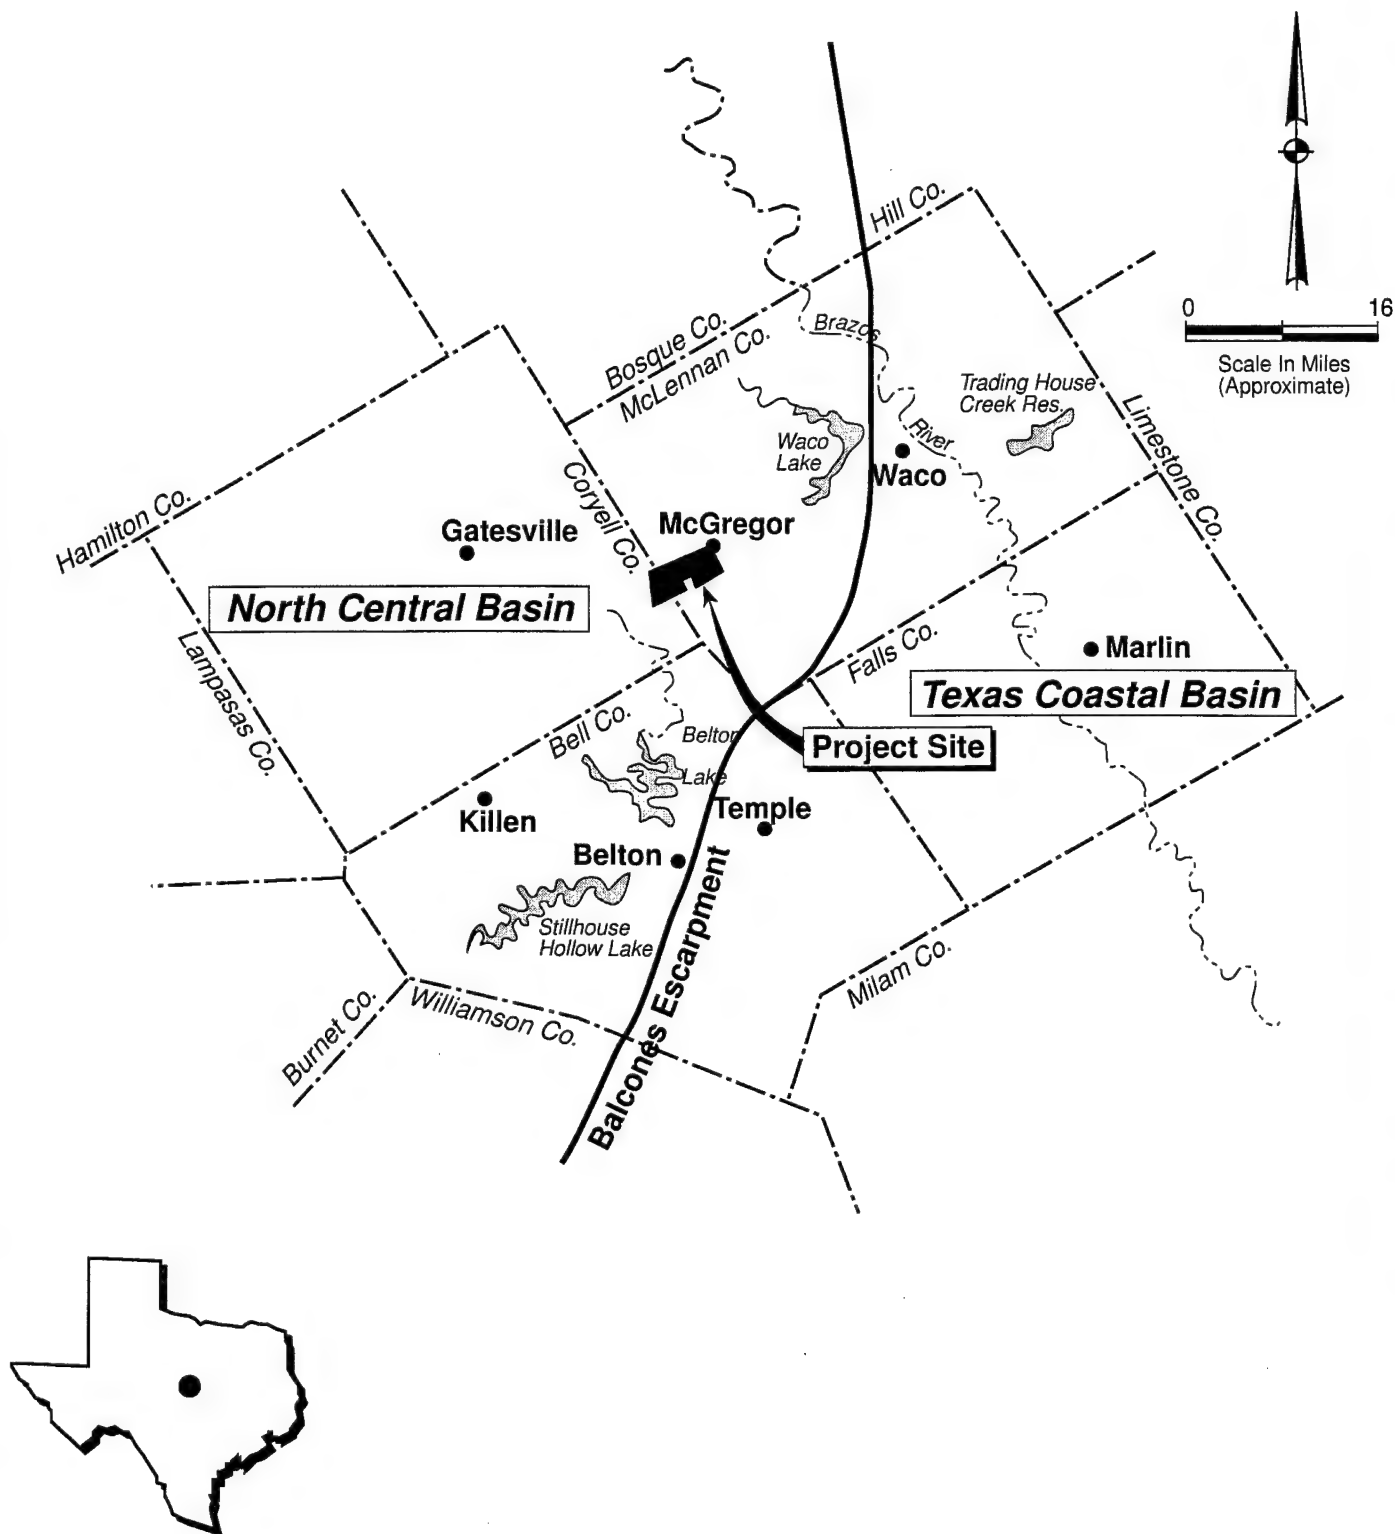 Hill Co.
0 16
Scale In Miles
(Approximate)
Brazos
River
Bosque Co.
McLennan Co.
Trading House
Creek Res.
Limestone Co.
Waco
Lake
Waco
Coryell Co.
Hamilton Co.
Gatesville
McGregor
North Central Basin
Lampasas Co.
Falls Co.
Marlin
Texas Coastal Basin
Bell Co.
Belton
Lake
Project Site
Killen
Temple
Belton
Stillhouse
Hollow Lake
Balcones Escarpment
Milam Co.
Burnet Co.
Williamson Co.